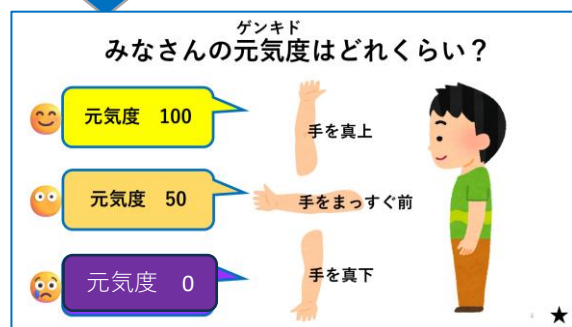 ゲンキド
みなさんの元気度はどれくらい？
元気度　100
手を真上
元気度　50
手をまっすぐ前
元気度　0
手を真下
★